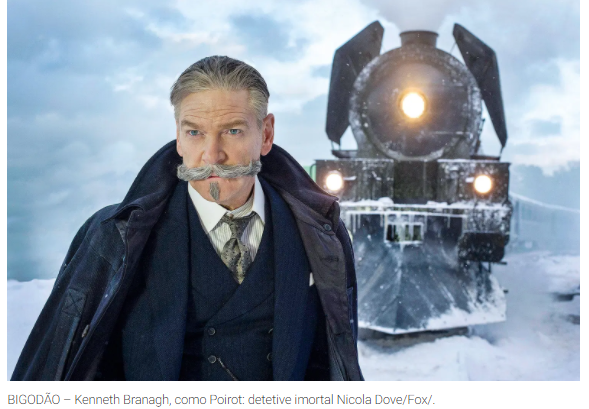 BIGODÃO – Kenneth Branagh, como Poirot: detetive imortal Nicola Dove/Fox/.